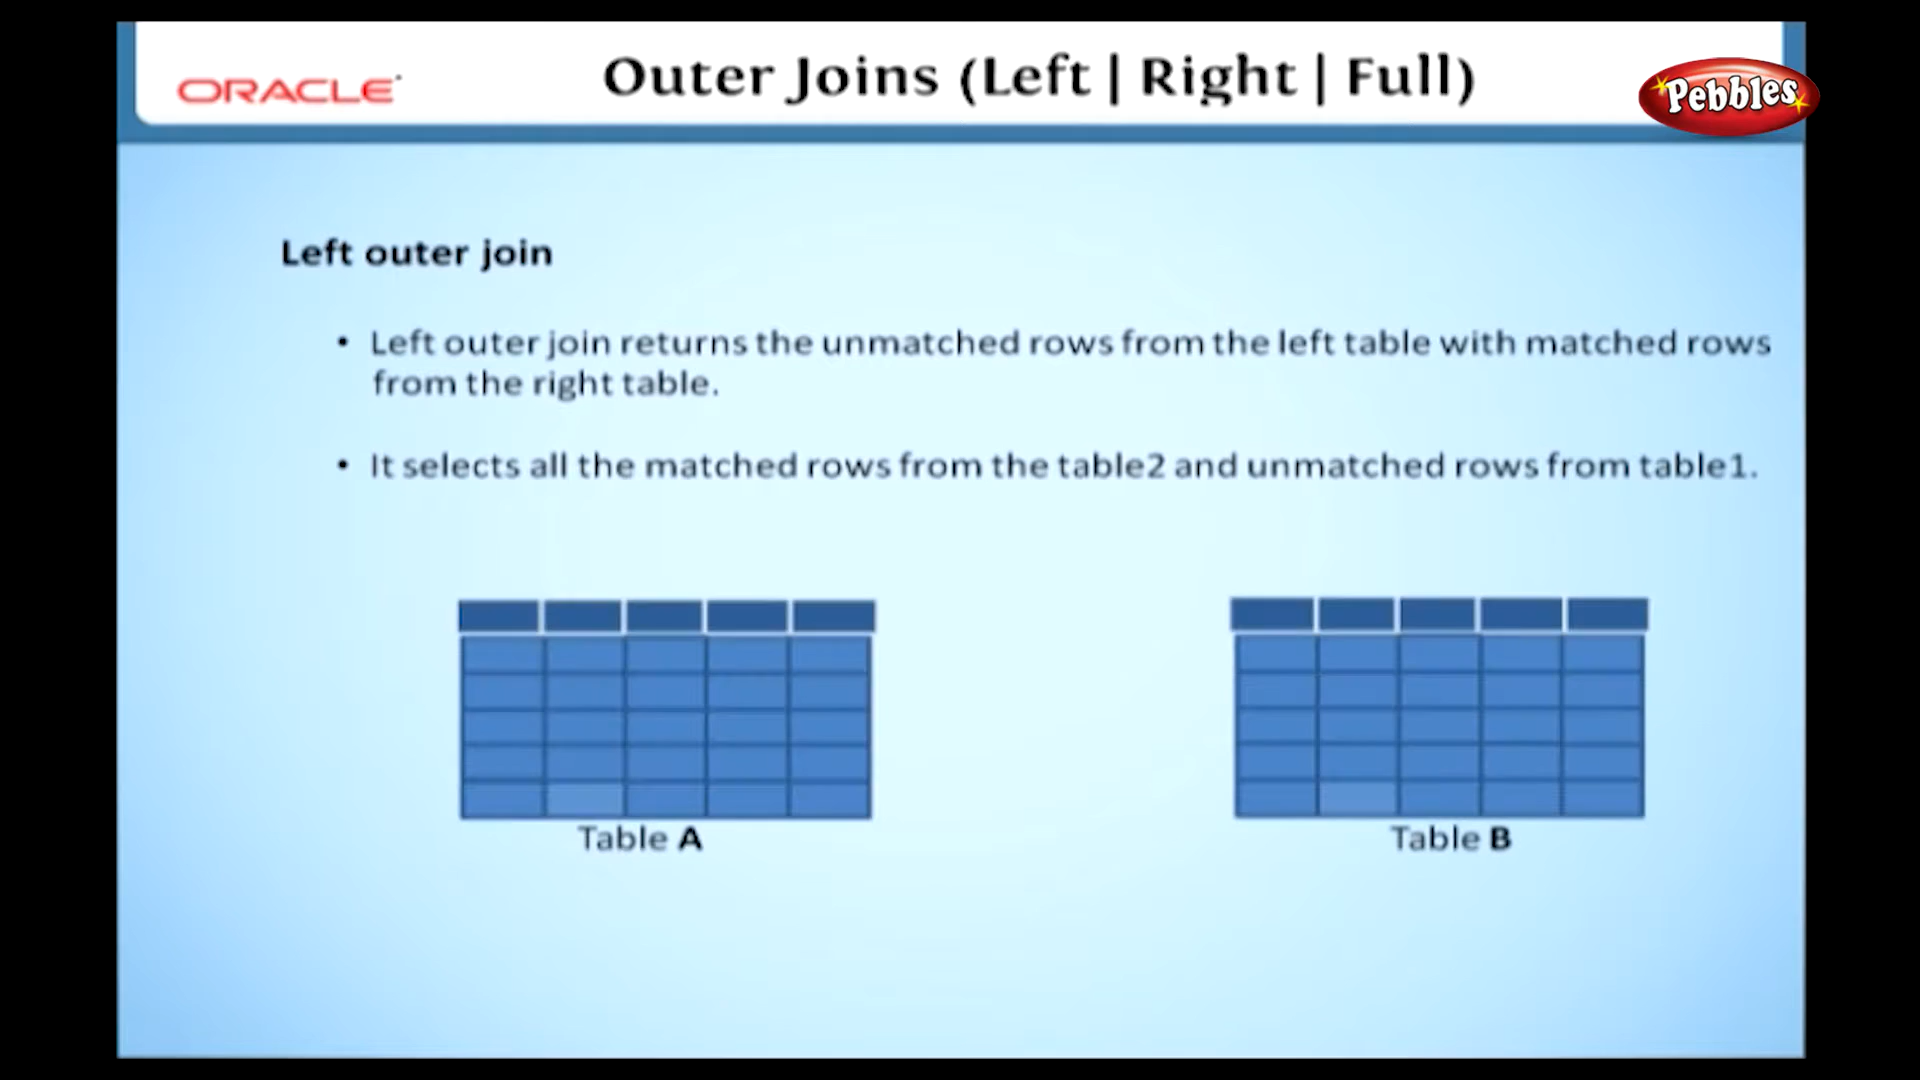 ORACLE
Outer Joins (Left | Right | Full)
Pebbles
Left outer join
• Left outer join returns the unmatched rows from the left table with matched rows
from the right table.
• It selects all the matched rows from the table2 and unmatched rows from table1.
Table A
Table B